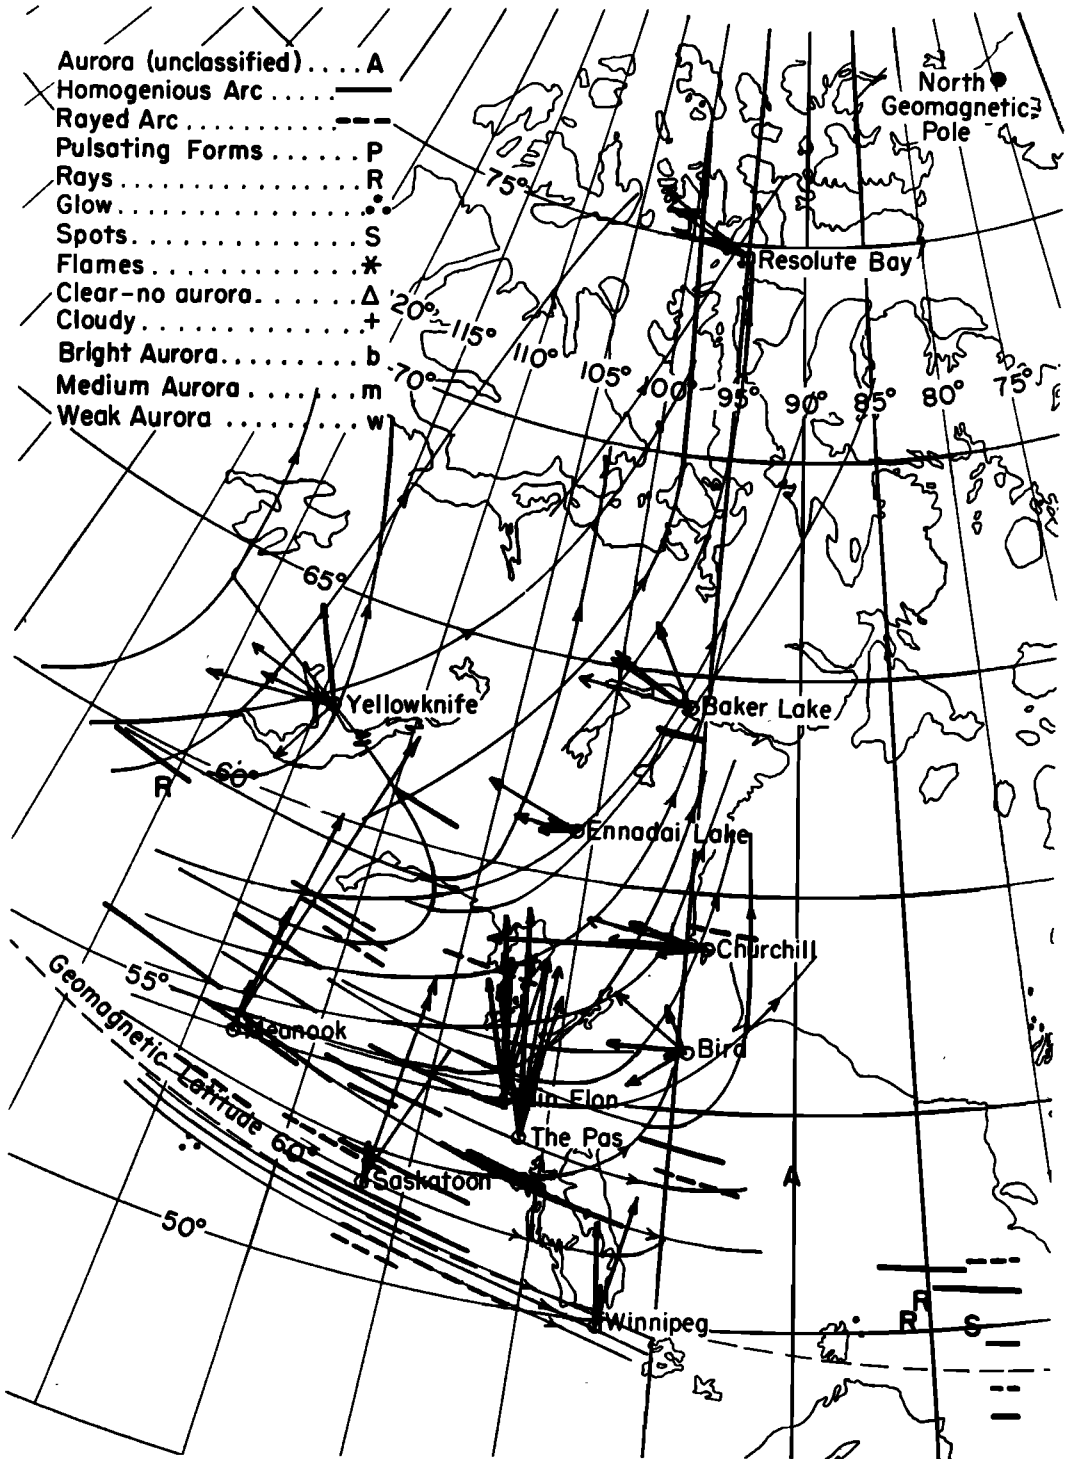 Aurora (unclassified).... A
Homogenious Arc .....
Rayed Arc ..........
Pulsating Forms ...... P
Rays ............... R
Glow ...............
Spots ............. S
Flames ............ *
Clear-no aurora. ...... Δ
Cloudy ............. +
Bright Aurora ........ b
Medium Aurora ....... m
Weak Aurora ........ w
North
Geomagnetic
Pole
75°
Resolute Bay
120°
115°
110°
105°
100°
95°
90°
85°
80°
75°
70°
65°
Yellowknife
Baker Lake
60°
R
Ennadai Lake
Churchill
55°
Geomagnetic Latitude 60°
Meanook
Bird
Flin Flon
The Pas
Saskatoon
A
50°
Winnipeg
R
R
S